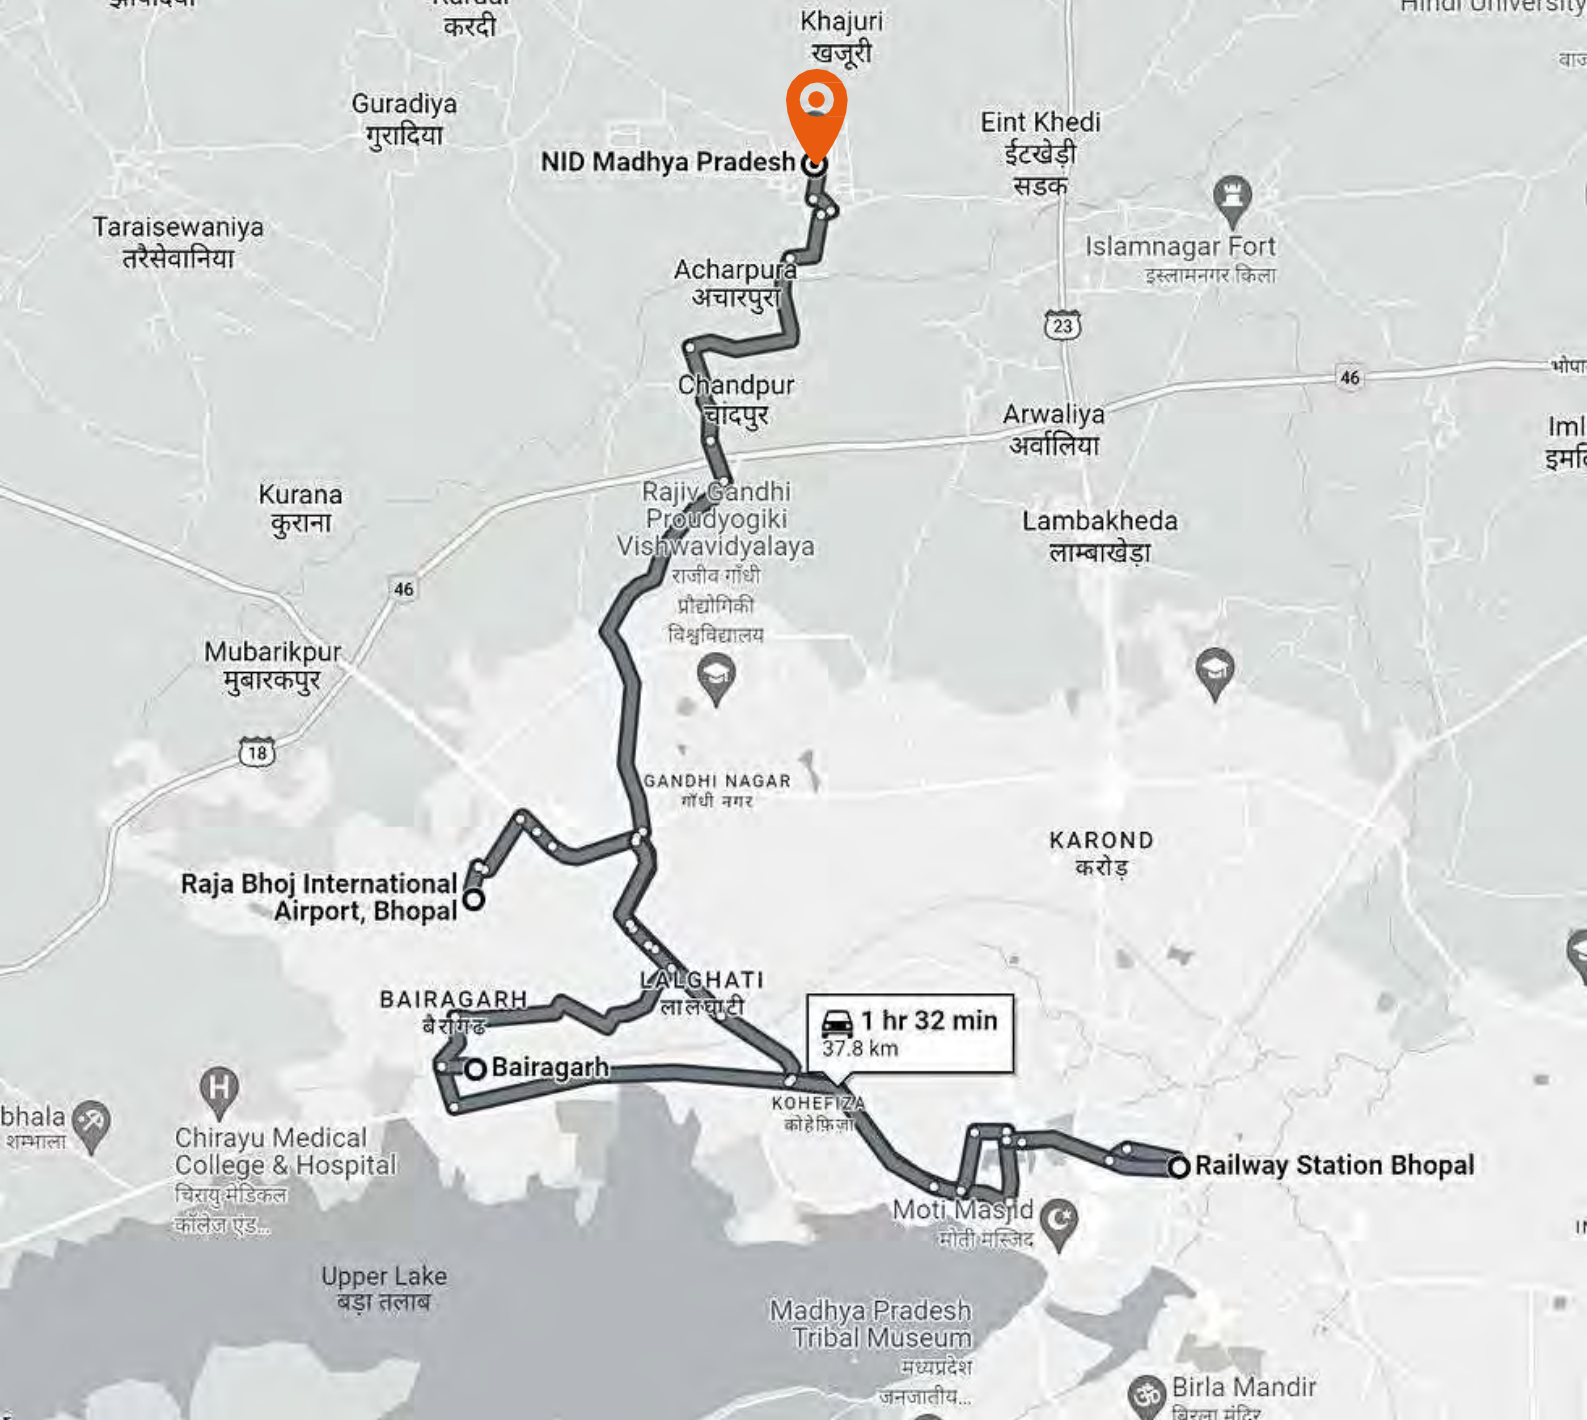 Khajuri
खजूरी
करदी
Guradiya
गुरादिया
Eint Khedi
ईटखेड़ी
सडक
NID Madhya Pradesh
Taraisewaniya
तरैसेवानिया
Islamnagar Fort
इस्लामनगर किला
Acharpura
अचारपुरा
23
46
Chandpur
चांदपुर
Arwaliya
अर्वालिया
Kurana
कुराना
Rajiv Gandhi
Proudyogiki
Vishwavidyalaya
राजीव गाँधी
प्रौद्योगिकी
विश्वविद्यालय
Lambakheda
लाम्बाखेड़ा
46
Mubarikpur
मुबारकपुर
18
GANDHI NAGAR
गाँधी नगर
KAROND
करोड़
Raja Bhoj International
Airport, Bhopal
LALGHATI
लालघाटी
BAIRAGARH
बैरागढ
1 hr 32 min
37.8 km
Bairagarh
KOHEFIZA
कोहेफ़िज़ा
H
Chirayu Medical
College & Hospital
चिरायु मेडिकल
कॉलेज एंड...
Railway Station Bhopal
Moti Masjid
मोती मस्जिद
Upper Lake
बड़ा तलाब
Madhya Pradesh
Tribal Museum
मध्यप्रदेश
जनजातीय...
Birla Mandir
बिरला मंदिर